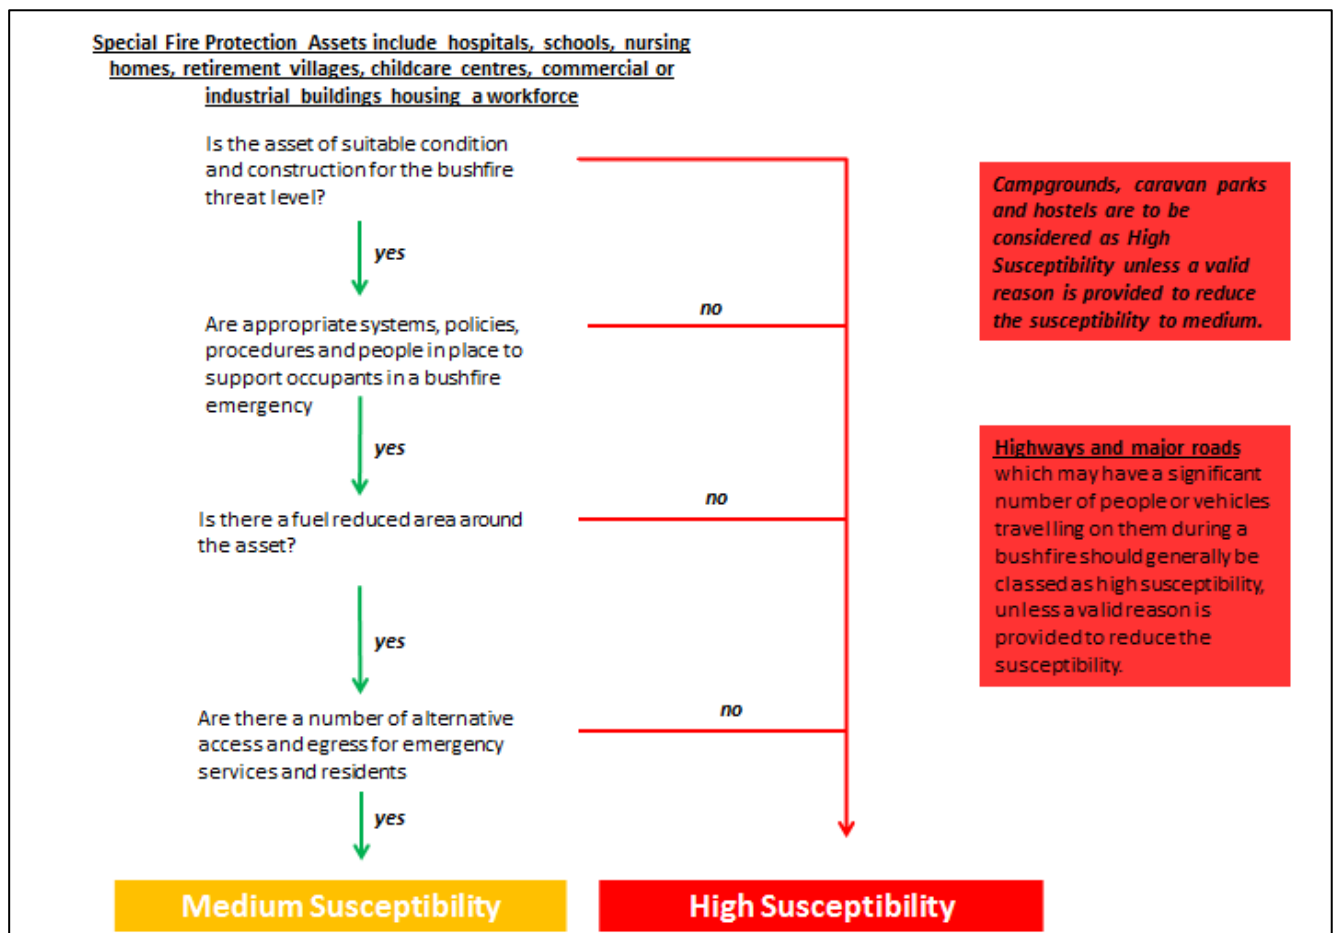 Special Fire Protection Assets include hospitals, schools, nursing
homes, retirement villages, childcare centres, commercial or
industrial buildings housing a workforce
Is the asset of suitable condition
and construction for the bushfire
threat level?
yes
Are appropriate systems, policies,
procedures and people in place to
support occupants in a bushfire
emergency
no
yes
Is there a fuel reduced area around
the asset?
no
yes
Are there a number of alternative
access and egress for emergency
services and residents
no
yes
Medium Susceptibility
High Susceptibility
Campgrounds, caravan parks
and hostels are to be
considered as High
Susceptibility unless a valid
reason is provided to reduce
the susceptibility to medium.
Highways and major roads
which may have a significant
number of people or vehicles
travelling on them during a
bushfire should generally be
classed as high susceptibility,
unless a valid reason is
provided to reduce the
susceptibility.